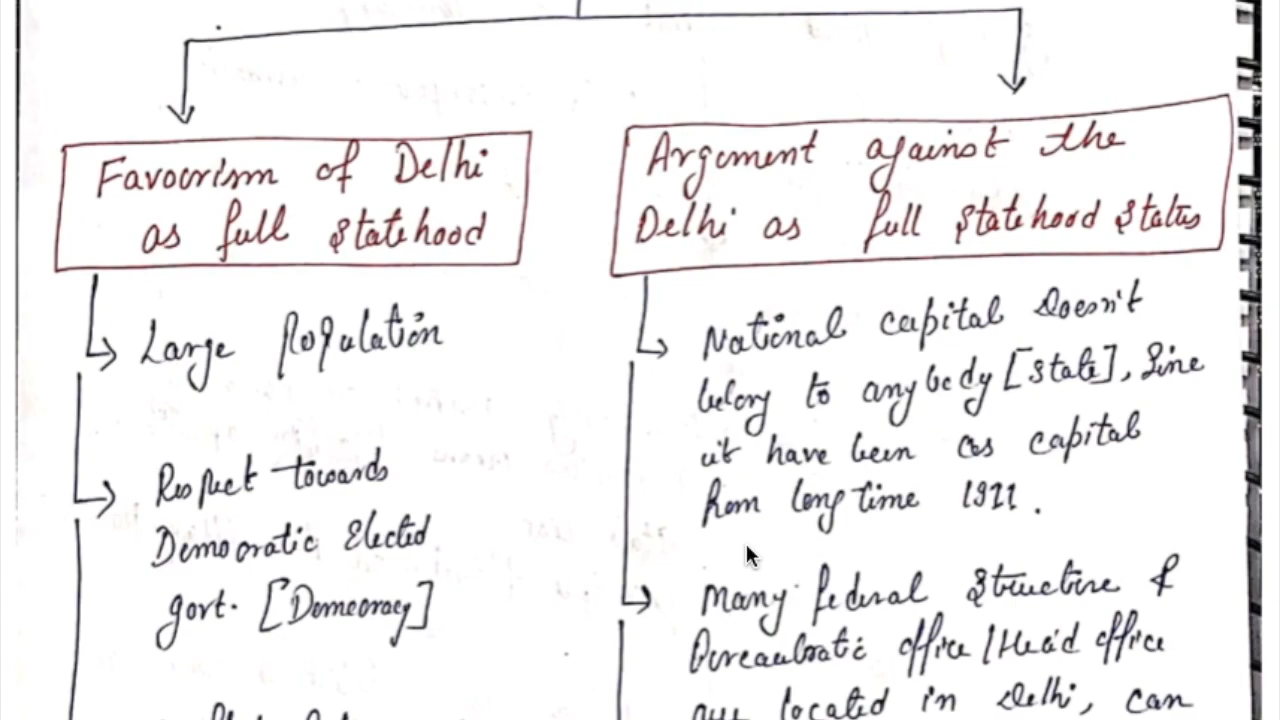 Favourism of Delhi
as full statehood
Large Population
Respect towards
Democratic Elected
govt. [Democracy]
Argument against the
Delhi as full statehood status
National capital Doesn't
belong to anybody [State], Sine
it have been as capital
from long time 1911.
Many federal structure &
Bureaubratic office / Head office
are located in Delhi, can